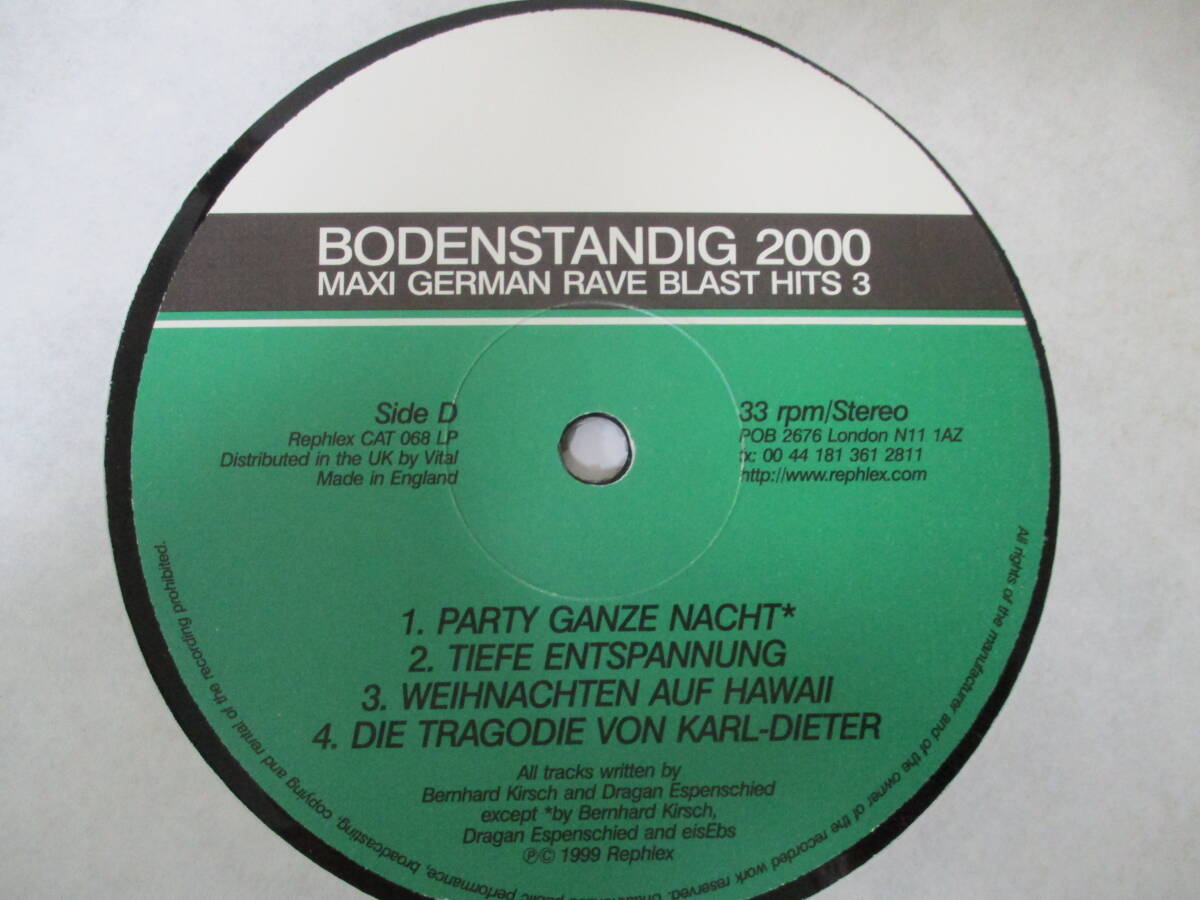 BODENSTANDIG 2000
MAXI GERMAN RAVE BLAST HITS 3
Side D
Rephlex CAT 068 LP
Distributed in the UK by Vital
Made in England
33 rpm/Stereo
POB 2676 London N11 1AZ
fx: 00 44 181 361 2811
http://www.rephlex.com
1. PARTY GANZE NACHT*
2. TIEFE ENTSPANNUNG
3. WEIHNACHTEN AUF HAWAII
4. DIE TRAGODIE VON KARL-DIETER
All tracks written by
Bernhard Kirsch and Dragan Espenschied
except *by Bernhard Kirsch,
Dragan Espenschied and eisEbs
℗© 1999 Rephlex
All rights of the manufacturer and of the owner of the recorded work reserved. public performance, broadcasting, copying and rental of the recording prohibited.